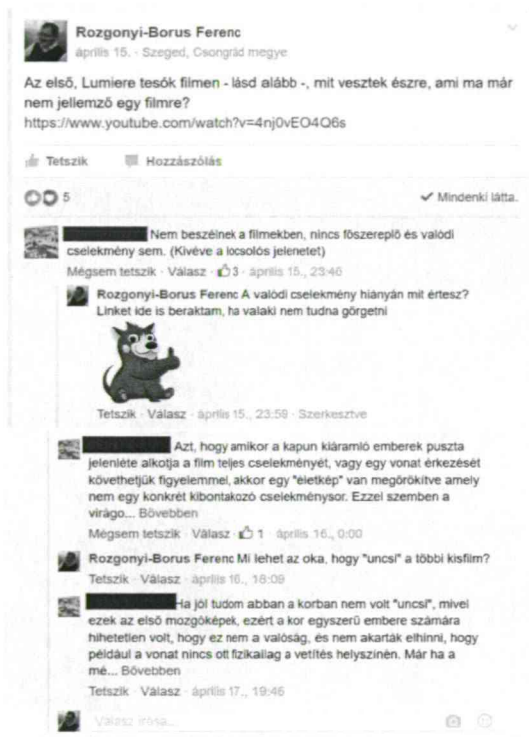 Rozgonyi-Borus Ferenc
április 15. · Szeged, Csongrád megye
Az első, Lumiere tesók filmen - lásd alább -, mit vesztek észre, ami ma már
nem jellemző egy filmre?
https://www.youtube.com/watch?v=4nj0vEO4Q6s
Tetszik Hozzászólás
5
Mindenki látta.
Nem beszélnek a filmekben, nincs főszereplő és valódi
cselekmény sem. (Kivéve a locsolós jelenetet)
Mégsem tetszik · Válasz · 3 · április 15., 23:46
Rozgonyi-Borus Ferenc A valódi cselekmény hiányán mit értesz?
Linket ide is beraktam, ha valaki nem tudna görgetni
Tetszik · Válasz · április 15., 23:59 · Szerkesztve
Azt, hogy amikor a kapun kiáramló emberek puszta
jelenléte alkotja a film teljes cselekményét, vagy egy vonat érkezését
követhetjük figyelemmel, akkor egy "életkép" van megörökítve amely
nem egy konkrét kibontakozó cselekménysor. Ezzel szemben a
virágo... Bővebben
Mégsem tetszik · Válasz · 1 · április 16., 0:00
Rozgonyi-Borus Ferenc Mi lehet az oka, hogy "uncsi" a többi kisfilm?
Tetszik · Válasz · április 16., 18:09
Ha jól tudom abban a korban nem volt "uncsi", mivel
ezek az első mozgóképek, ezért a kor egyszerű embere számára
hihetetlen volt, hogy ez nem a valóság, és nem akarták elhinni, hogy
például a vonat nincs ott fizikailag a vetítés helyszínén. Már ha a
mé... Bővebben
Tetszik · Válasz · április 17., 19:46
Válasz írása...